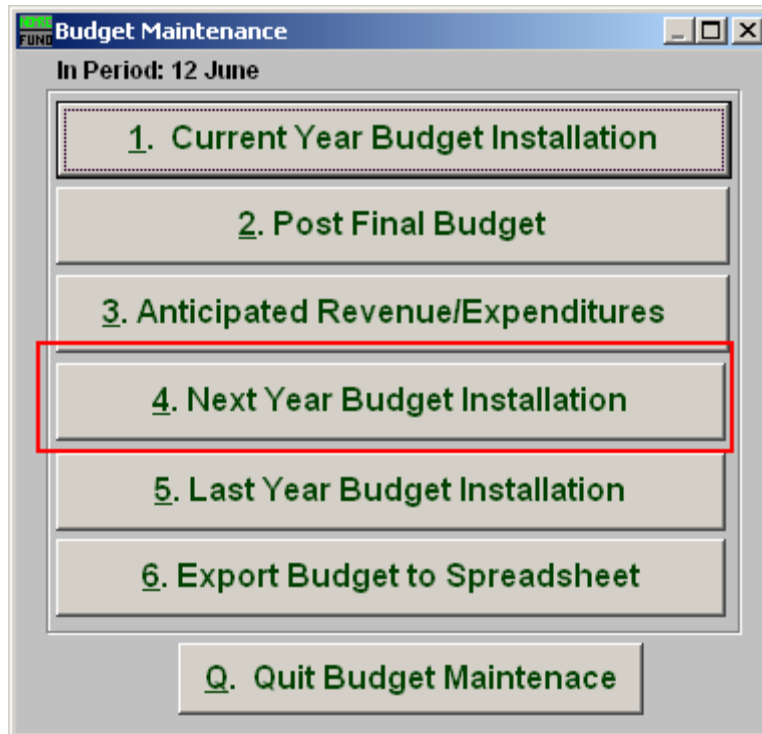 FUND Budget Maintenance
In Period: 12 June
1. Current Year Budget Installation
2. Post Final Budget
3. Anticipated Revenue/Expenditures
4. Next Year Budget Installation
5. Last Year Budget Installation
6. Export Budget to Spreadsheet
Q. Quit Budget Maintenace